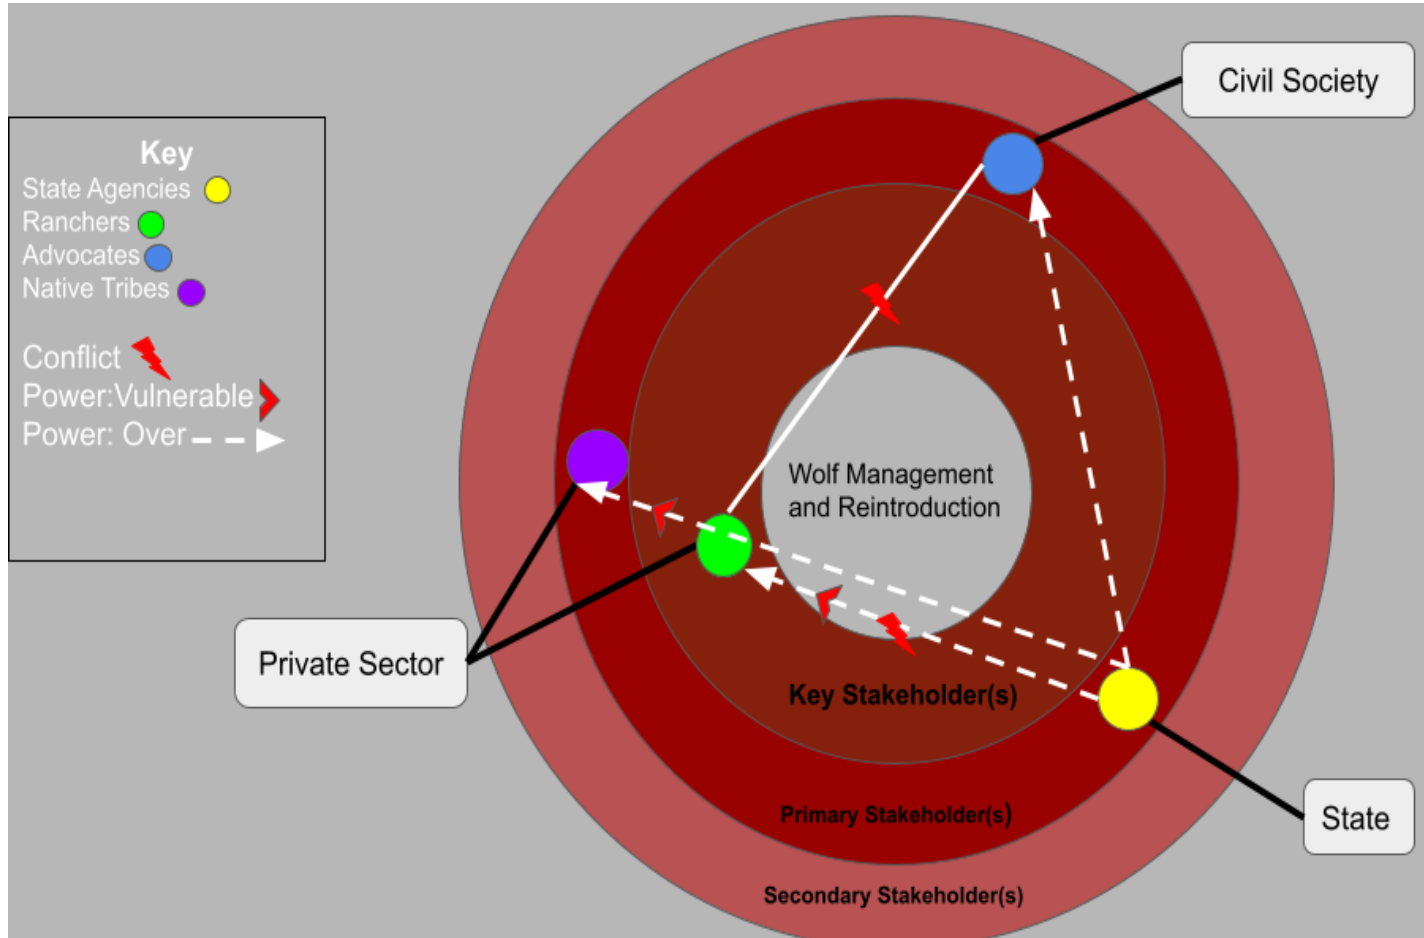 Key
State Agencies
Ranchers
Advocates
Native Tribes
Conflict
Power:Vulnerable
Power: Over
Civil Society
Wolf Management
and Reintroduction
Private Sector
Key Stakeholder(s)
State
Primary Stakeholder(s)
Secondary Stakeholder(s)